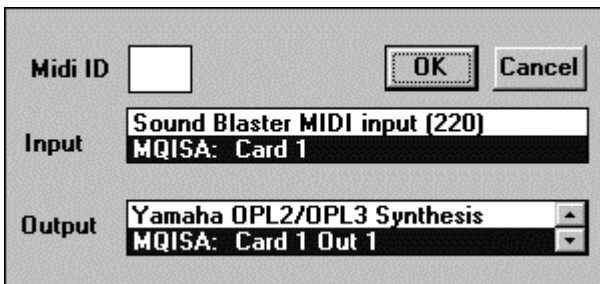 Midi ID
OK
Cancel
Input
Sound Blaster MIDI input (220)
MQISA: Card 1
Output
Yamaha OPL2/OPL3 Synthesis
MQISA: Card 1 Out 1